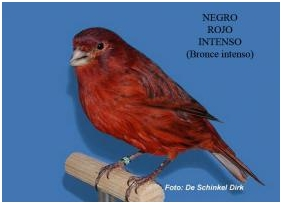 NEGRO
ROJO
INTENSO
(Bronce intenso)
Foto: De Schinkel Dirk